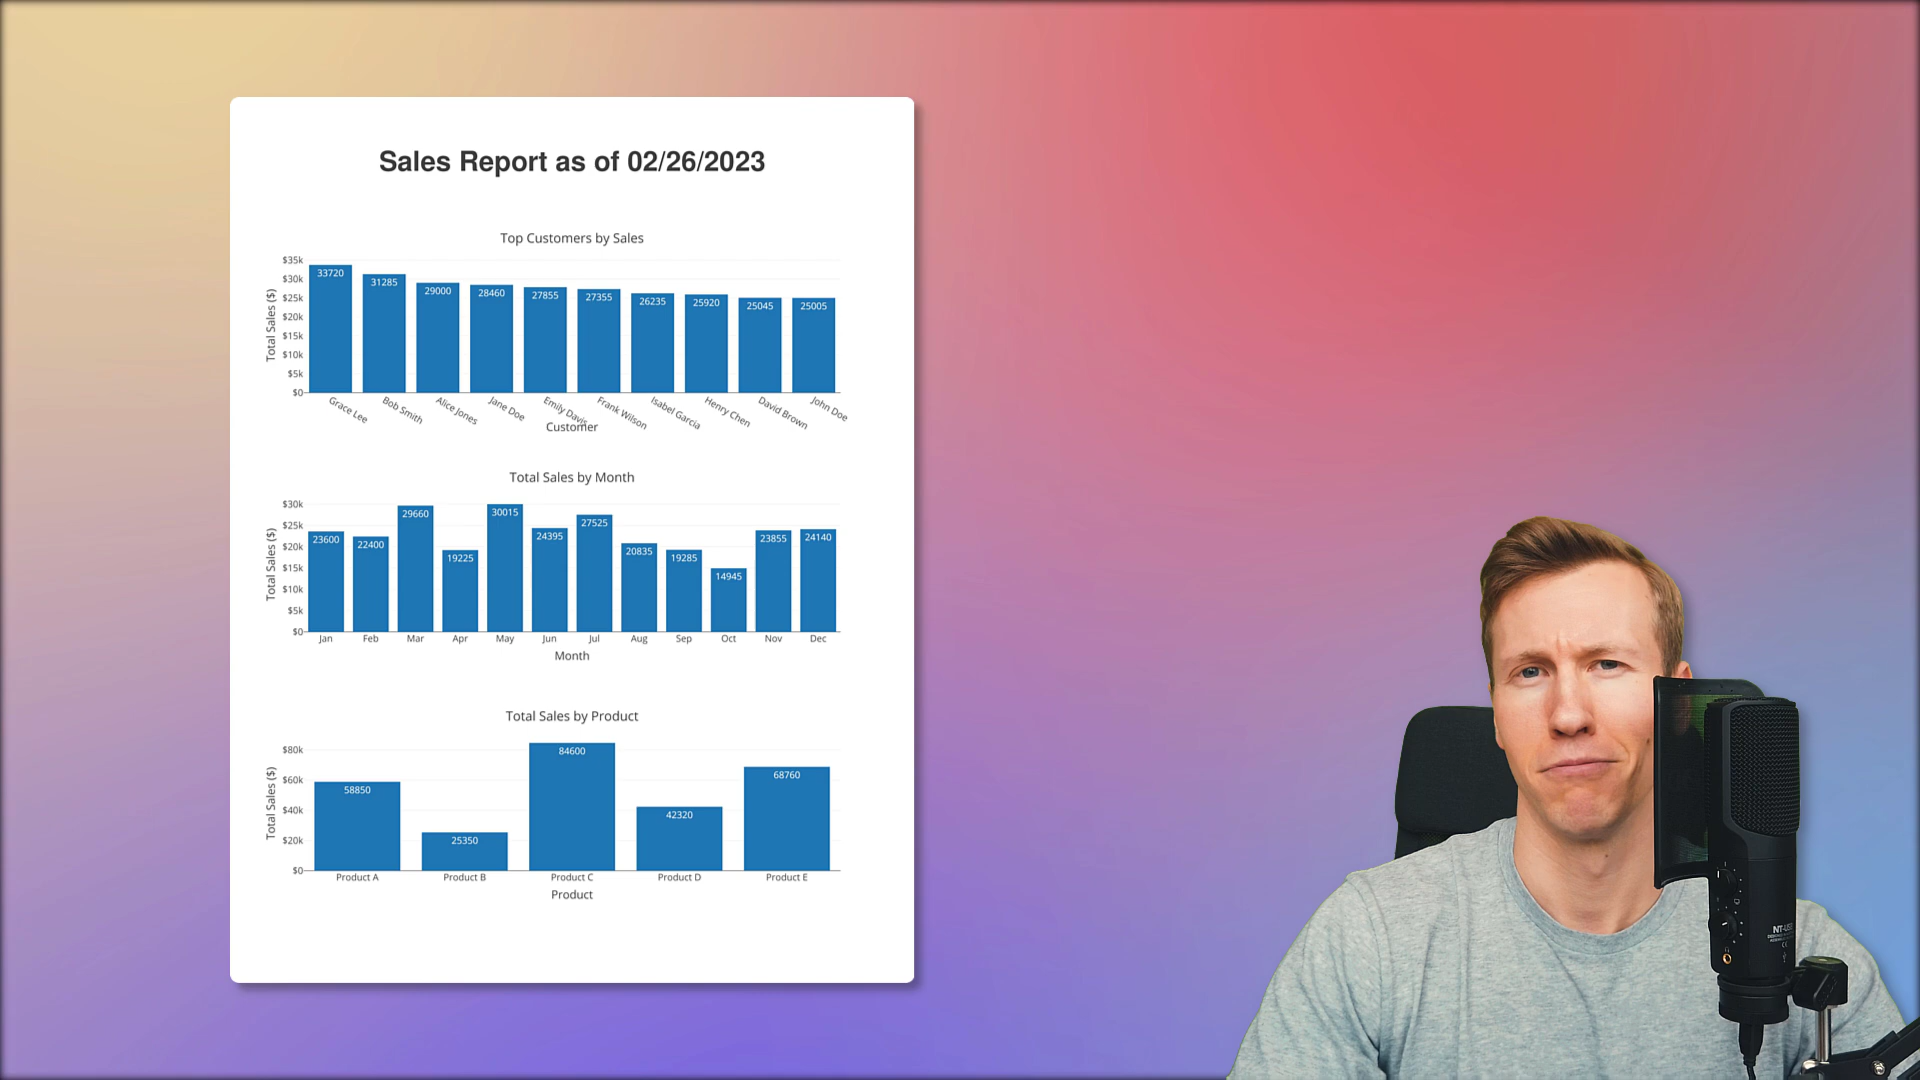 Sales Report as of 02/26/2023
Top Customers by Sales
Total Sales ($)
$35k
$30k
$25k
$20k
$15k
$10k
$5k
$0
33720 31285 29000 28460 27855 27355 26235 25920 25045 25005
Grace Lee Bob Smith Alice Jones Jane Doe Emily Davis Frank Wilson Isabel Garcia Henry Chen David Brown John Doe
Customer
Total Sales by Month
Total Sales ($)
$30k
$25k
$20k
$15k
$10k
$5k
$0
23600 22400 29660 19225 30015 24395 27525 20835 19285 14945 23855 24140
Jan Feb Mar Apr May Jun Jul Aug Sep Oct Nov Dec
Month
Total Sales by Product
Total Sales ($)
$80k
$60k
$40k
$20k
$0
58850 25350 84600 42320 68760
Product A Product B Product C Product D Product E
Product